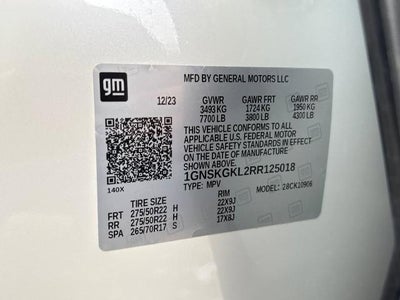 gm
MFD BY GENERAL MOTORS LLC
12/23 GVWR GAWR FRT GAWR RR
3493 KG 1724 KG 1950 KG
7700 LB 3800 LB 4300 LB
THIS VEHICLE CONFORMS TO ALL
APPLICABLE U.S. FEDERAL MOTOR
VEHICLE SAFETY STANDARDS IN
EFFECT ON THE DATE OF
MANUFACTURE SHOWN ABOVE.
1GNSKGKL2RR125018
140X TYPE: MPV MODEL: 28CK10906
TIRE SIZE RIM
FRT 275/50R22 H 22X9J
RR 275/50R22 H 22X9J
SPA 265/70R17 S 17X8J